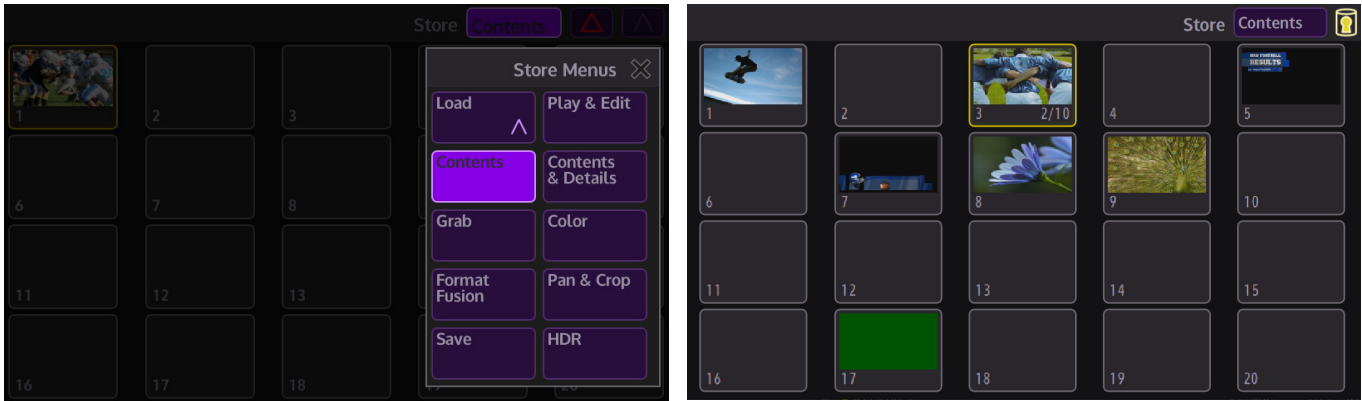 Store Contents
1
2
3
6
7
8
11
12
13
16
17
18
20
Store Menus
Load
Play & Edit
Contents
Contents
& Details
Grab
Color
Format
Fusion
Pan & Crop
Save
HDR
Store Contents
1
2
3 2/10
4
5
RESULTS
6
7
8
9
10
11
12
13
14
15
16
17
18
19
20